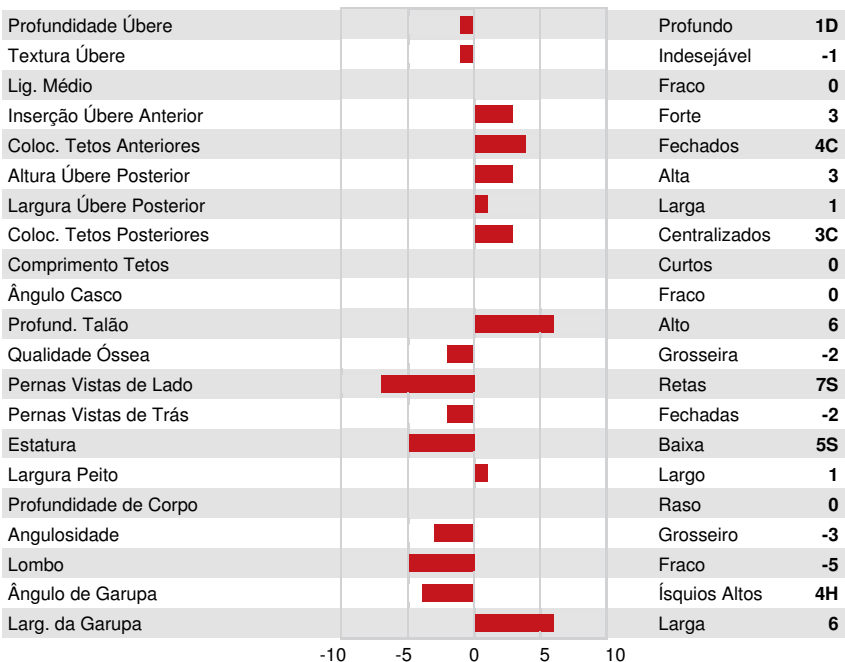 Profundidade Úbere Profundo 1D
Textura Úbere Indesejável -1
Lig. Médio Fraco 0
Inserção Úbere Anterior Forte 3
Coloc. Tetos Anteriores Fechados 4C
Altura Úbere Posterior Alta 3
Largura Úbere Posterior Larga 1
Coloc. Tetos Posteriores Centralizados 3C
Comprimento Tetos Curtos 0
Ângulo Casco Fraco 0
Profund. Talão Alto 6
Qualidade Óssea Grosseira -2
Pernas Vistas de Lado Retas 7S
Pernas Vistas de Trás Fechadas -2
Estatura Baixa 5S
Largura Peito Largo 1
Profundidade de Corpo Raso 0
Angulosidade Grosseiro -3
Lombo Fraco -5
Ângulo de Garupa Ísquios Altos 4H
Larg. da Garupa Larga 6
-10 -5 0 5 10